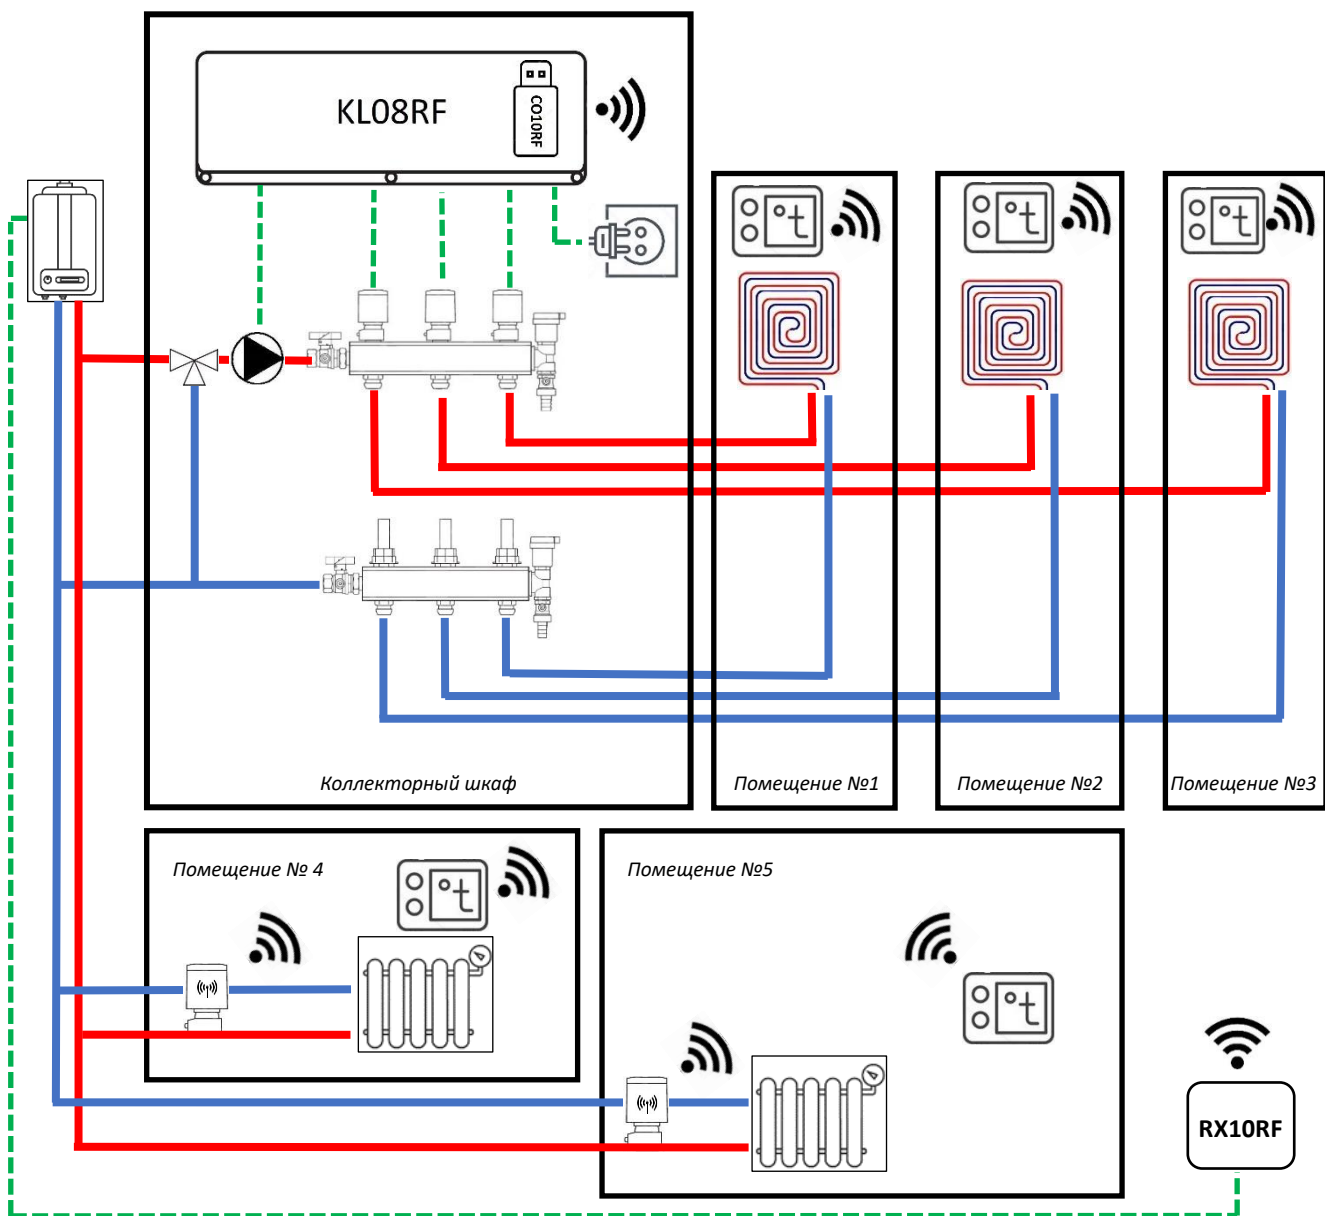 KL08RF
CO10RF
°t
°t
°t
Коллекторный шкаф
Помещение №1
Помещение №2
Помещение №3
Помещение № 4
°t
Помещение №5
°t
RX10RF